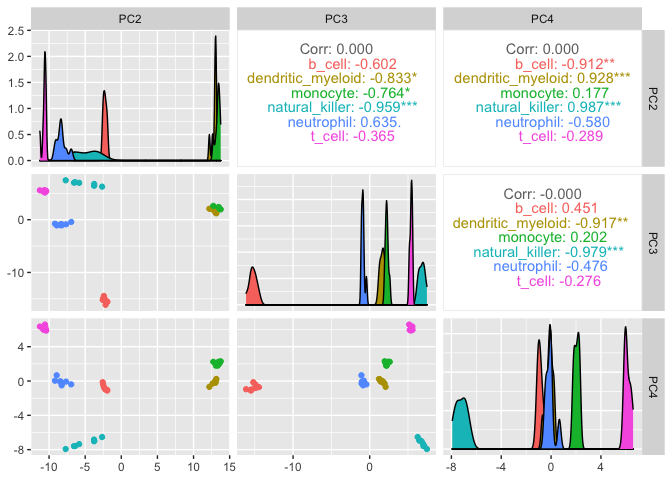 PC2
PC3
PC4
2.5
2.0
1.5
1.0
0.5
0.0
Corr: 0.000
b_cell: -0.602
dendritic_myeloid: -0.833*
monocyte: -0.764*
natural_killer: -0.959***
neutrophil: 0.635.
t_cell: -0.365
Corr: 0.000
b_cell: -0.912**
dendritic_myeloid: 0.928***
monocyte: 0.177
natural_killer: 0.987***
neutrophil: -0.580
t_cell: -0.289
PC2
0
-10
Corr: -0.000
b_cell: 0.451
dendritic_myeloid: -0.917**
monocyte: 0.202
natural_killer: -0.979***
neutrophil: -0.476
t_cell: -0.276
PC3
4
0
-4
-8
PC4
-10 -5 0 5 10 15
-10 0
-8 -4 0 4